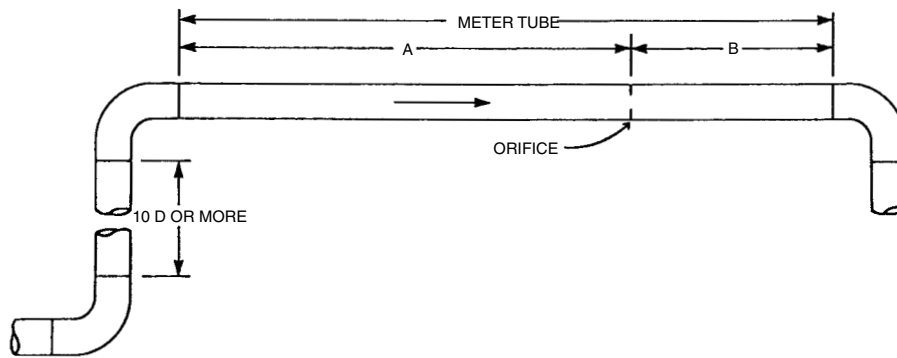 METER TUBE
A
B
ORIFICE
10 D OR MORE